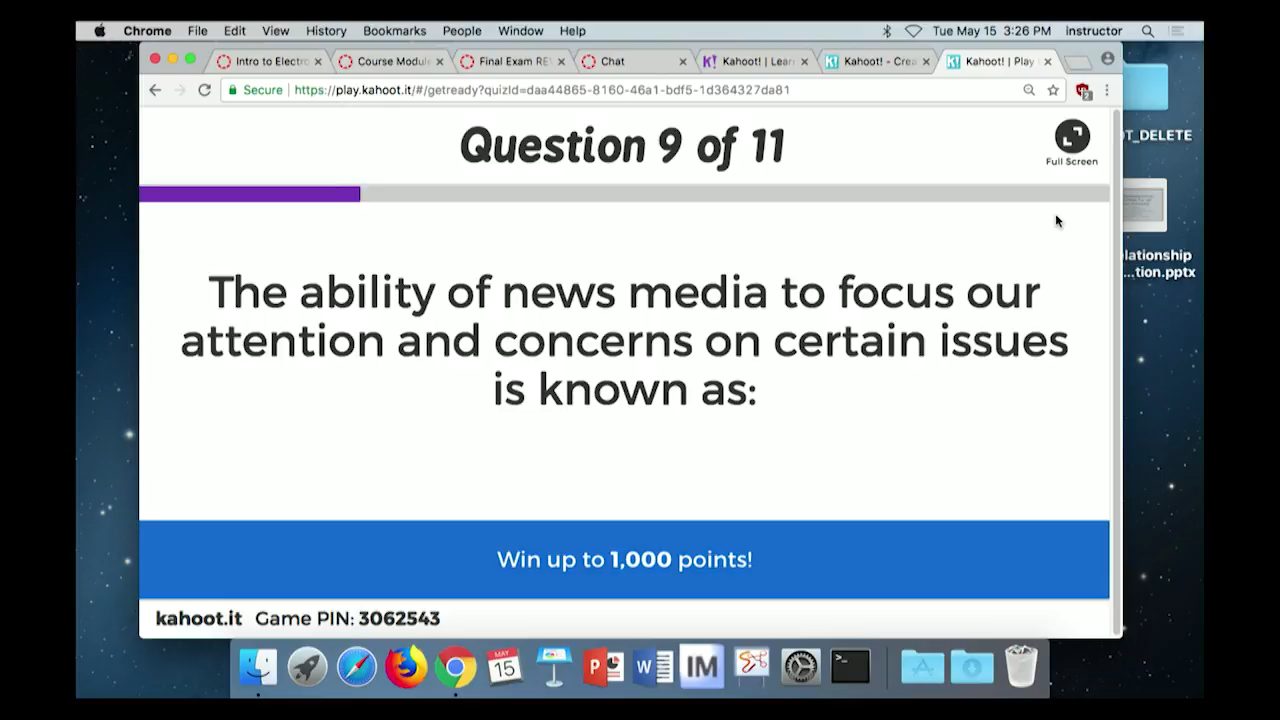 Chrome File Edit View History Bookmarks People Window Help Tue May 15 3:26 PM Instructor
Intro to Electro Course Module Final Exam RE Chat Kahoot! | Lear Kahoot! - Crea Kahoot! | Play
Secure https://play.kahoot.it/#/getready?quizId=daa44865-8160-46a1-bdf5-1d364327da81
Question 9 of 11
Full Screen
T_DELETE
The ability of news media to focus our
attention and concerns on certain issues
is known as:
lationship
...tion.pptx
Win up to 1,000 points!
kahoot.it Game PIN: 3062543
MAY
15
P
W
IM